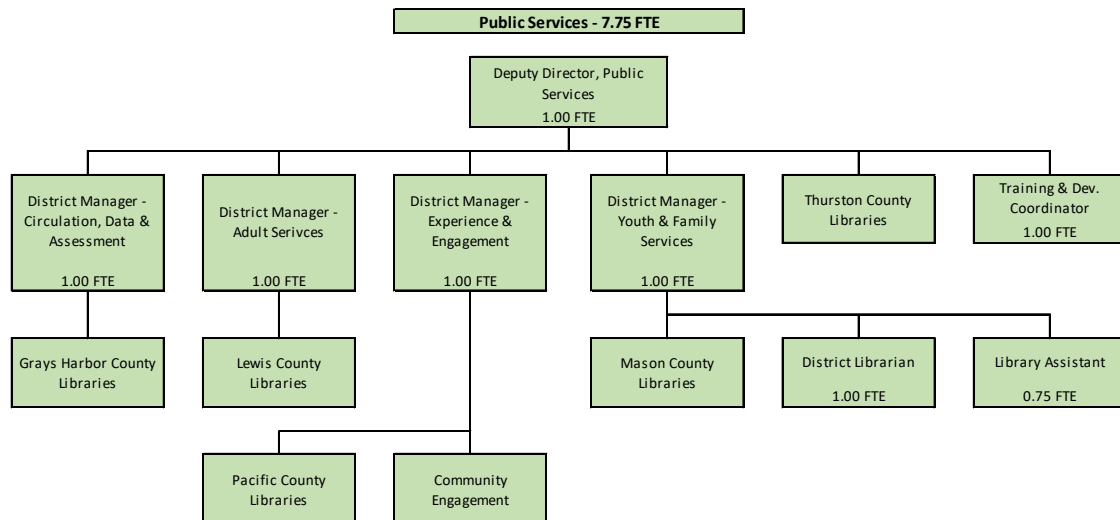 Public Services - 7.75 FTE
Deputy Director, Public
Services
1.00 FTE
District Manager -
Circulation, Data &
Assessment
1.00 FTE
District Manager -
Adult Serivces
1.00 FTE
District Manager -
Experience &
Engagement
1.00 FTE
District Manager -
Youth & Family
Services
1.00 FTE
Thurston County
Libraries
Training & Dev.
Coordinator
1.00 FTE
Grays Harbor County
Libraries
Lewis County
Libraries
Mason County
Libraries
District Librarian
1.00 FTE
Library Assistant
0.75 FTE
Pacific County
Libraries
Community
Engagement